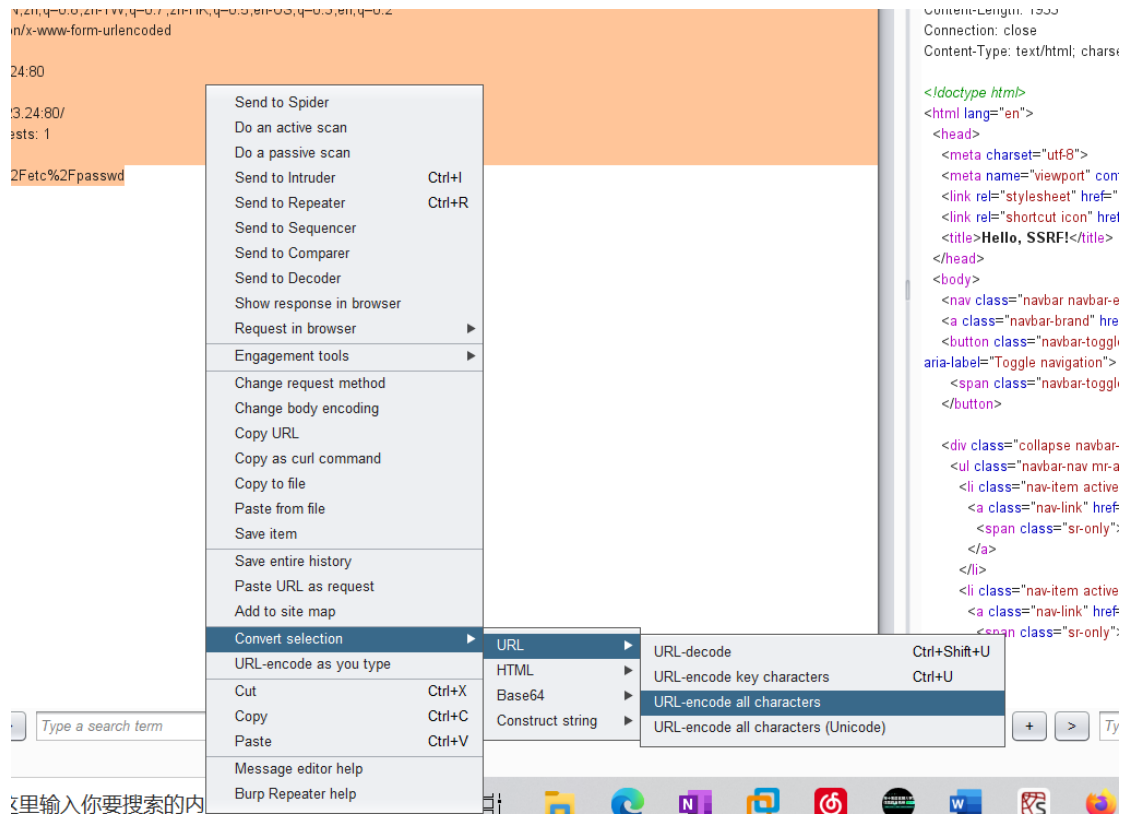 N,zh;q=0.8,zh-TW;q=0.7,zh-HK;q=0.5,en-US;q=0.3,en;q=0.2
on/x-www-form-urlencoded
24:80
23.24:80/
ests: 1
2Fetc%2Fpasswd
Send to Spider
Do an active scan
Do a passive scan
Send to Intruder Ctrl+I
Send to Repeater Ctrl+R
Send to Sequencer
Send to Comparer
Send to Decoder
Show response in browser
Request in browser
Engagement tools
Change request method
Change body encoding
Copy URL
Copy as curl command
Copy to file
Paste from file
Save item
Save entire history
Paste URL as request
Add to site map
Convert selection
URL-encode as you type
Cut Ctrl+X
Copy Ctrl+C
Paste Ctrl+V
Message editor help
Burp Repeater help
URL
HTML
Base64
Construct string
URL-decode Ctrl+Shift+U
URL-encode key characters Ctrl+U
URL-encode all characters
URL-encode all characters (Unicode)
Content-Length: 1953
Connection: close
Content-Type: text/html; charse
<!doctype html>
<html lang="en">
<head>
<meta charset="utf-8">
<meta name="viewport" con
<link rel="stylesheet" href="
<link rel="shortcut icon" href
<title>Hello, SSRF!</title>
</head>
<body>
<nav class="navbar navbar-e
<a class="navbar-brand" hre
<button class="navbar-toggl
aria-label="Toggle navigation">
<span class="navbar-toggl
</button>
<div class="collapse navbar-
<ul class="navbar-nav mr-a
<li class="nav-item active
<a class="nav-link" href=
<span class="sr-only">
</a>
</li>
<li class="nav-item active
<a class="nav-link" href=
<span class="sr-only">
Type a search term
+ > Ty
这里输入你要搜索的内
N W